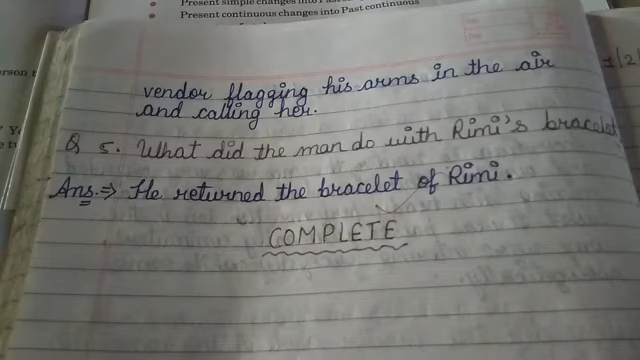 Present simple changes into
Present continuous changes into Past continuous
vendor flagging his arms in the air
and calling her.
Q 5. What did the man do with Rimi's bracelet
Ans.⇒ He returned the bracelet of Rimi.
COMPLETE